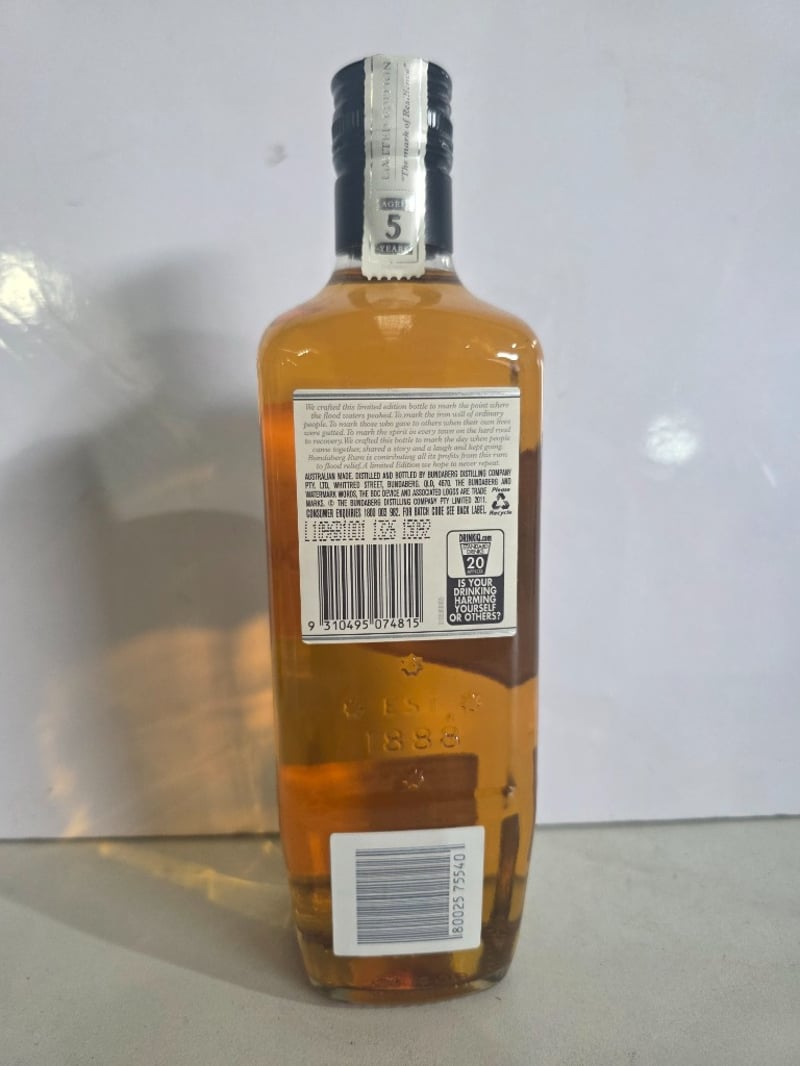 LIMITED EDITION
"The mark of Resilience"
AGED
5
YEARS
We crafted this limited edition bottle to mark the point where
the flood waters peaked. To mark the iron will of ordinary
people. To mark those who gave to others when their own lives
were gutted. To mark the spirit in every town on the hard road
to recovery. We crafted this bottle to mark the day when people
came together, shared a story and a laugh and kept going.
Bundaberg Rum is contributing all its profits from this rum
to flood relief. A limited Edition we hope to never repeat.
AUSTRALIAN MADE. DISTILLED AND BOTTLED BY BUNDABERG DISTILLING COMPANY
PTY. LTD, WHITTRED STREET, BUNDABERG. QLD, 4670. THE BUNDABERG AND
WATERMARK WORDS, THE BDC DEVICE AND ASSOCIATED LOGOS ARE TRADE
MARKS. © THE BUNDABERG DISTILLING COMPANY PTY LIMITED 2011.
CONSUMER ENQUIRIES 1800 003 982. FOR BATCH CODE SEE BACK LABEL.
Please
Recycle
DRINKiQ.com
STANDARD
DRINKS
20
APPROX
IS YOUR
DRINKING
HARMING
YOURSELF
OR OTHERS?
9 310495 074815
EST.
1888
80025 75540